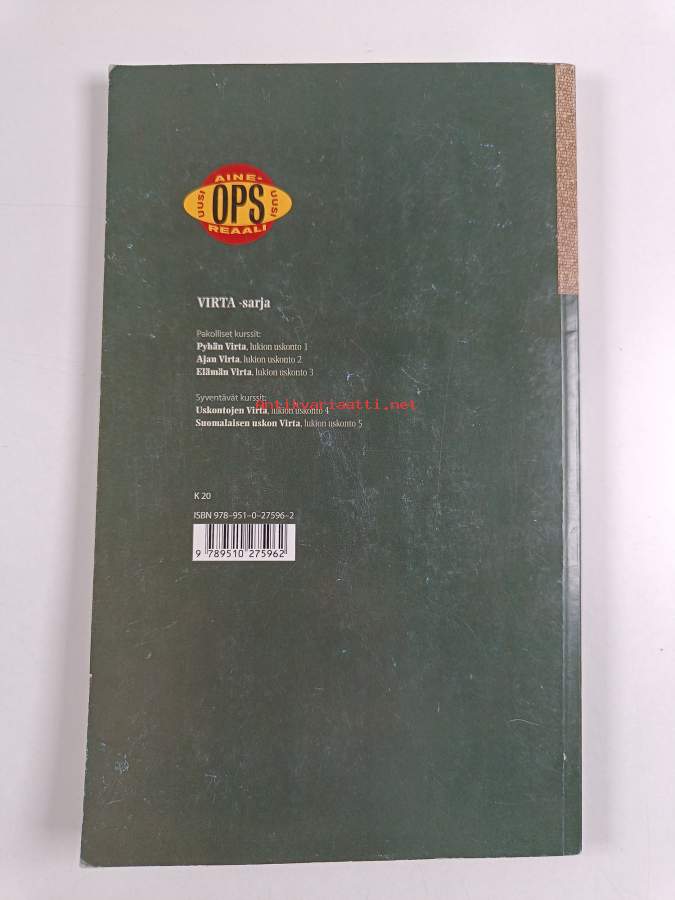 AINE-
UUSI OPS UUSI
REAALI
VIRTA -sarja
Pakolliset kurssit:
Pyhän Virta, lukion uskonto 1
Ajan Virta, lukion uskonto 2
Elämän Virta, lukion uskonto 3
Syventävät kurssit:
Antikvariaatti.net
Uskontojen Virta, lukion uskonto 4
Suomalaisen uskon Virta, lukion uskonto 5
K 20
ISBN 978-951-0-27596-2
9 789510 275962